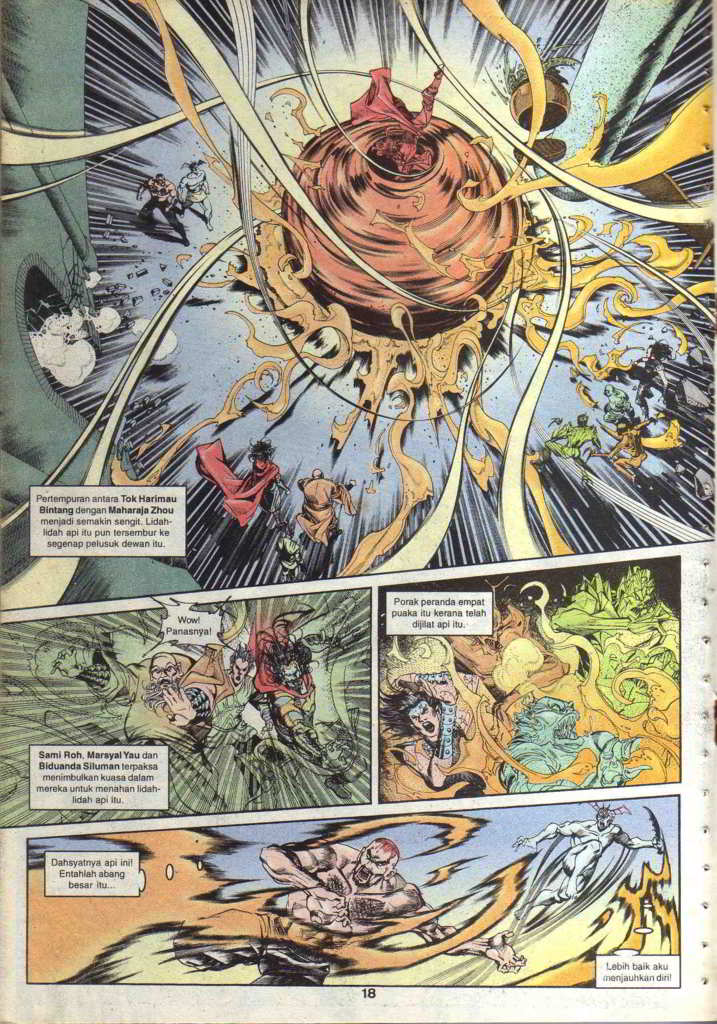 Pertempuran antara Tok Harimau
Bintang dengan Maharaja Zhou
menjadi semakin sengit. Lidah-
lidah api itu pun tersembur ke
segenap pelusuk dewan itu.
Wow!
Panasnya!
Sami Roh, Marsyal Yau dan
Biduanda Siluman terpaksa
menimbulkan kuasa dalam
mereka untuk menahan lidah-
lidah api itu.
Porak peranda empat
puaka itu kerana telah
dijilat api itu.
Dahsyatnya api ini!
Entahlah abang
besar itu...
Lebih baik aku
menjauhkan diri!
18